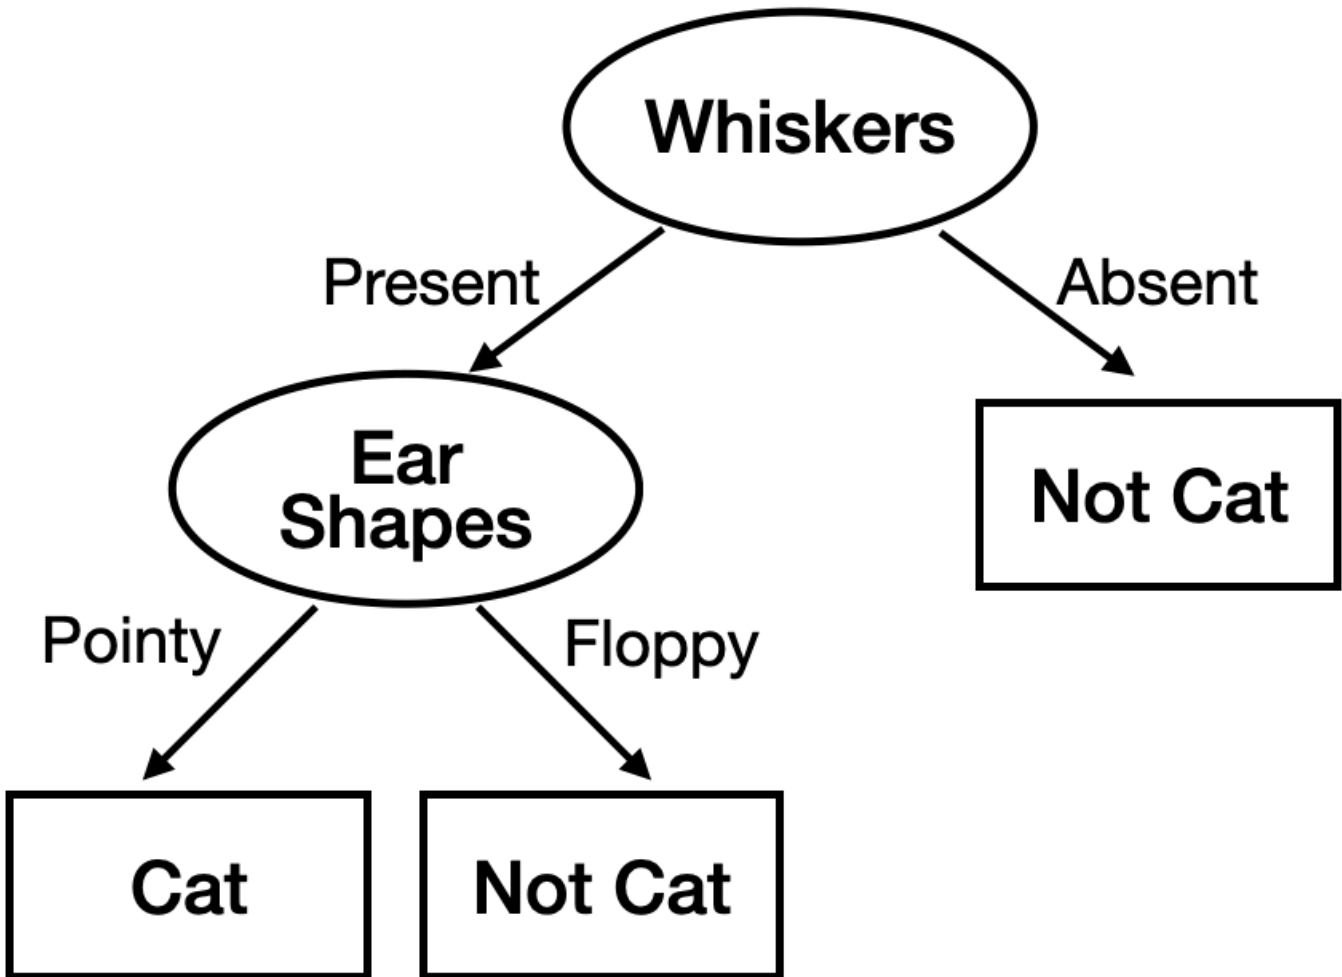 Whiskers
Present
Absent
Ear
Shapes
Not Cat
Pointy
Floppy
Cat
Not Cat